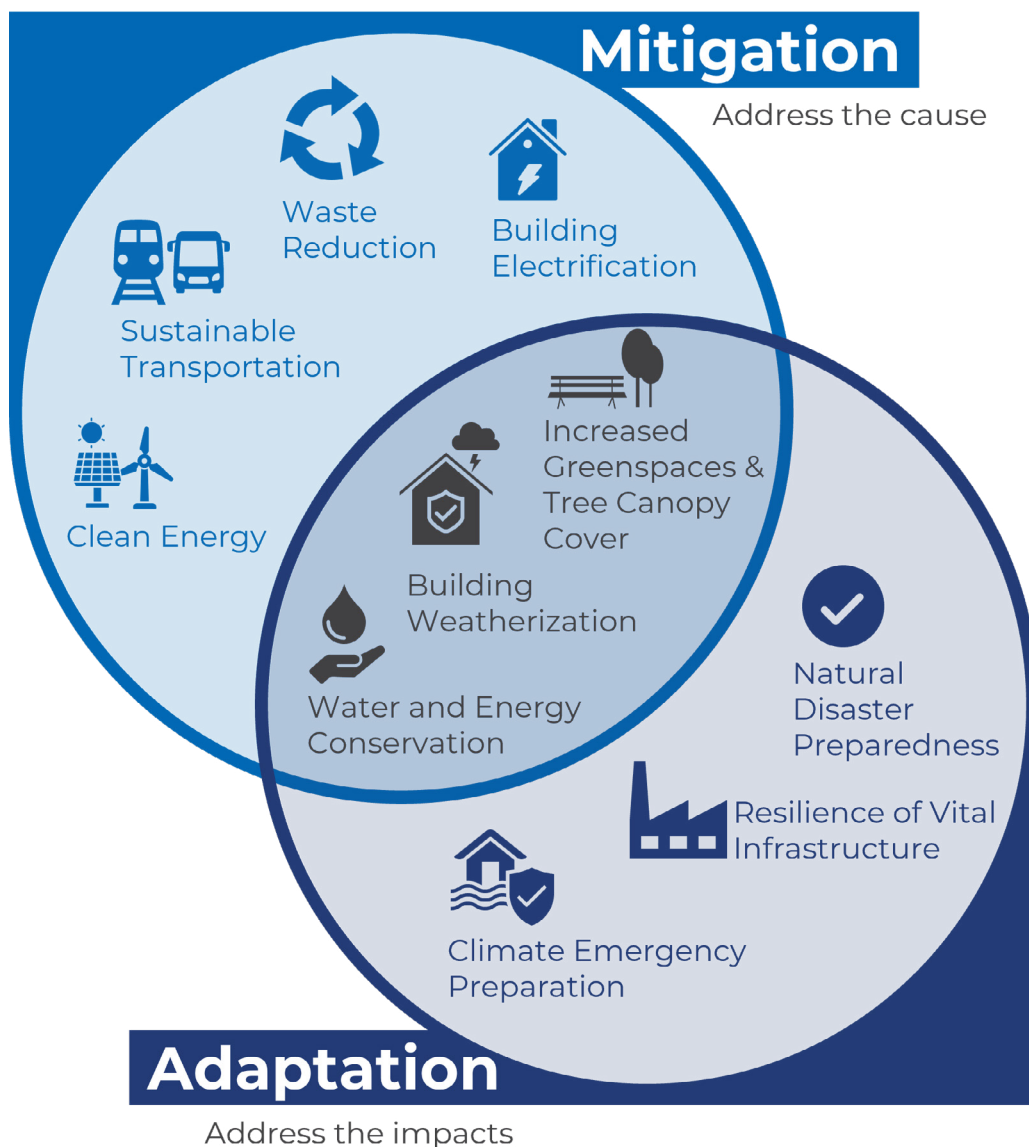 Mitigation
Address the cause
Waste
Reduction
Building
Electrification
Sustainable
Transportation
Clean Energy
Increased
Greenspaces &
Tree Canopy
Cover
Building
Weatherization
Water and Energy
Conservation
Natural
Disaster
Preparedness
Resilience of Vital
Infrastructure
Climate Emergency
Preparation
Adaptation
Address the impacts